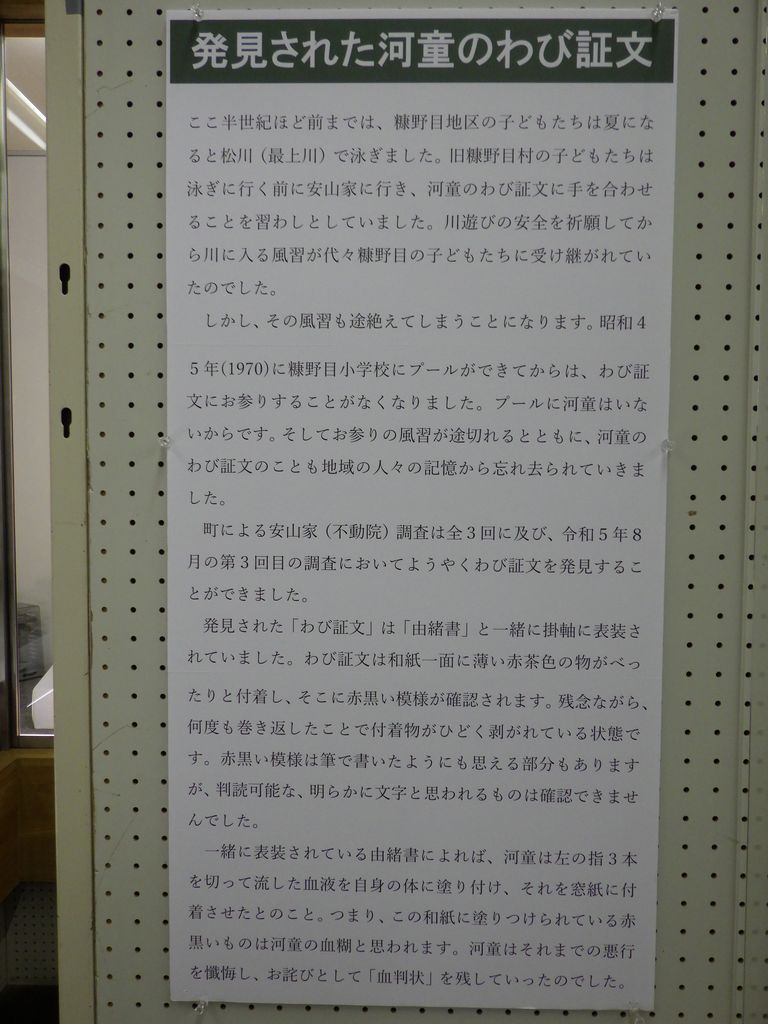 発見された河童のわび証文
ここ半世紀ほど前までは、糠野目地区の子どもたちは夏にな
ると松川（最上川）で泳ぎました。旧糠野目村の子どもたちは
泳ぎに行く前に安山家に行き、河童のわび証文に手を合わせ
ることを習わしとしていました。川遊びの安全を祈願してか
ら川に入る風習が代々糠野目の子どもたちに受け継がれてい
たのでした。
しかし、その風習も途絶えてしまうことになります。昭和４
５年(1970)に糠野目小学校にプールができてからは、わび証
文にお参りすることがなくなりました。プールに河童はいな
いからです。そしてお参りの風習が途切れるとともに、河童の
わび証文のことも地域の人々の記憶から忘れ去られていきま
した。
町による安山家（不動院）調査は全３回に及び、令和５年８
月の第３回目の調査においてようやくわび証文を発見するこ
とができました。
発見された「わび証文」は「由緒書」と一緒に掛軸に表装さ
れていました。わび証文は和紙一面に薄い赤茶色の物がべっ
たりと付着し、そこに赤黒い模様が確認されます。残念ながら、
何度も巻き返したことで付着物がひどく剥がれている状態で
す。赤黒い模様は筆で書いたようにも思える部分もあります
が、判読可能な、明らかに文字と思われるものは確認できませ
んでした。
一緒に表装されている由緒書によれば、河童は左の指３本
を切って流した血液を自身の体に塗り付け、それを窓紙に付
着させたとのこと。つまり、この和紙に塗りつけられている赤
黒いものは河童の血糊と思われます。河童はそれまでの悪行
を懺悔し、お詫びとして「血判状」を残していったのでした。